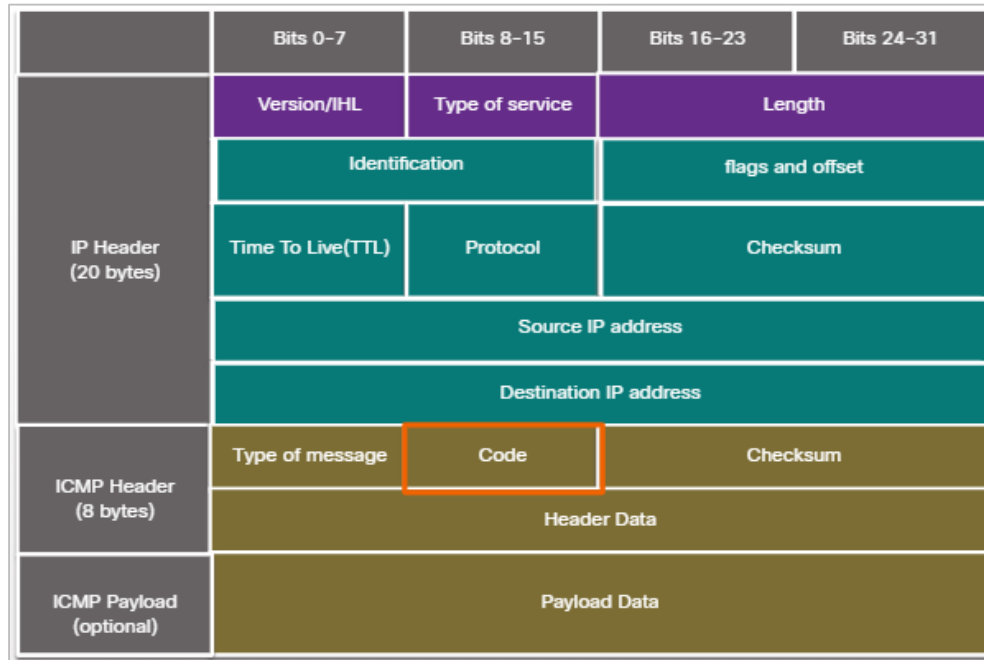 Bits 0-7 Bits 8-15 Bits 16-23 Bits 24-31
IP Header
(20 bytes)
Version/IHL Type of service Length
Identification flags and offset
Time To Live(TTL) Protocol Checksum
Source IP address
Destination IP address
ICMP Header
(8 bytes)
Type of message Code Checksum
Header Data
ICMP Payload
(optional)
Payload Data